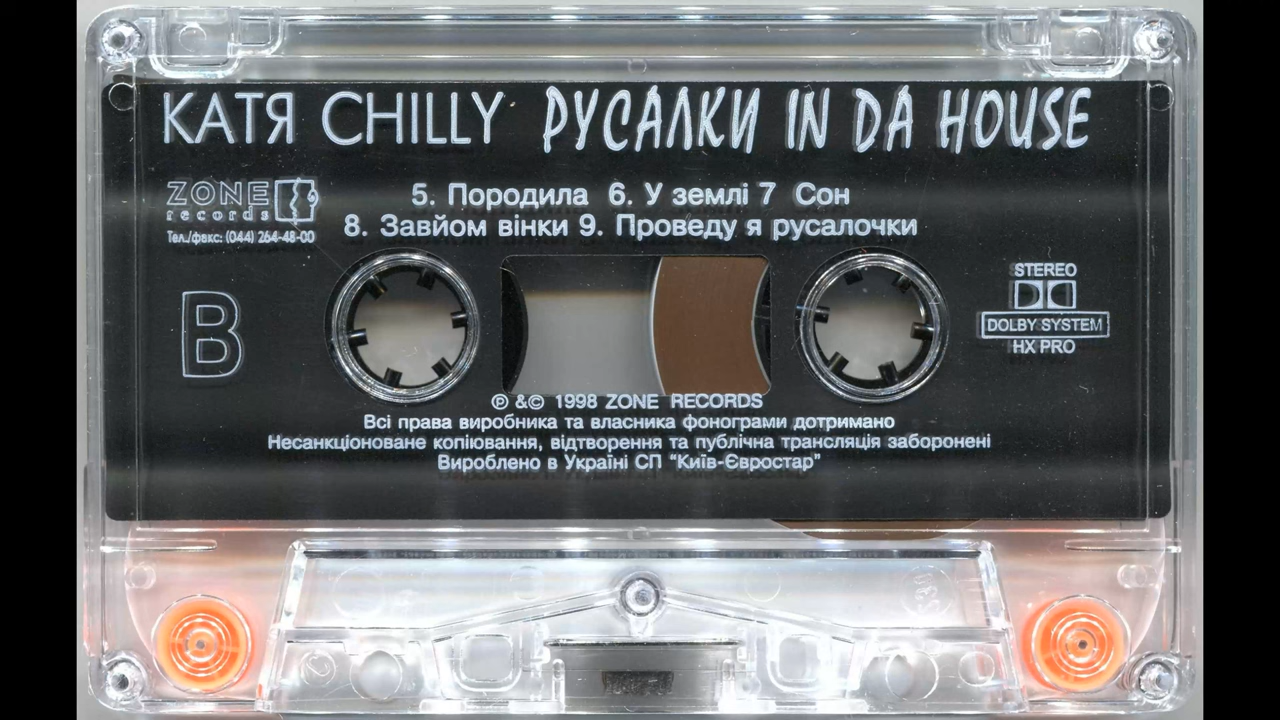 КАТЯ CHILLY РУСАЛКИ IN DA HOUSE
ZONE
records
Тел./факс: (044) 264-48-00
5. Породила 6. У землі 7 Сон
8. Завйом вінки 9. Проведу я русалочки
B
STEREO
DOLBY SYSTEM
HX PRO
℗ &© 1998 ZONE RECORDS
Всі права виробника та власника фонограми дотримано
Несанкціоноване копіювання, відтворення та публічна трансляція заборонені
Вироблено в Україні СП "Київ-Євростар"